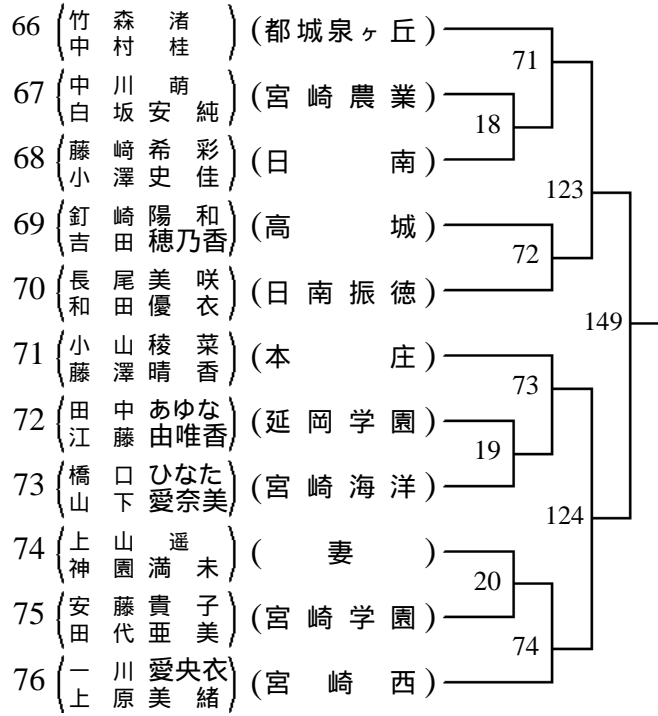 66 (竹森 渚 中村 桂) (都城泉ヶ丘)
67 (中川 萌 白坂安純) (宮崎農業)
68 (藤﨑希彩 小澤史佳) (日南)
69 (釘崎陽和 吉田穂乃香) (高城)
70 (長尾美咲 和田優衣) (日南振徳)
71 (小山稜菜 藤澤晴香) (本庄)
72 (田中あゆな 江藤由唯香) (延岡学園)
73 (橋口ひなた 山下愛奈美) (宮崎海洋)
74 (上山 遥 神園満未) (妻)
75 (安藤貴子 田代亜美) (宮崎学園)
76 (一川愛央衣 上原美緒) (宮崎西)
71
18
123
72
149
73
19
124
20
74